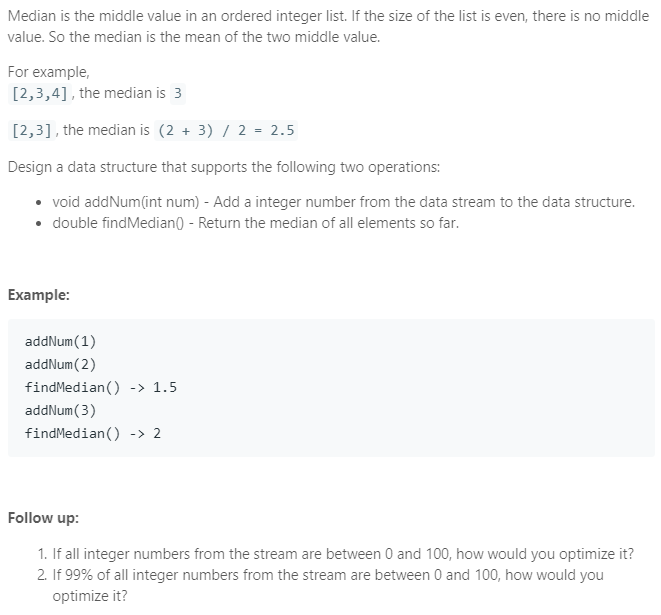 Median is the middle value in an ordered integer list. If the size of the list is even, there is no middle
value. So the median is the mean of the two middle value.
For example,
[2,3,4], the median is 3
[2,3], the median is (2 + 3) / 2 = 2.5
Design a data structure that supports the following two operations:
• void addNum(int num) - Add a integer number from the data stream to the data structure.
• double findMedian() - Return the median of all elements so far.
Example:
addNum(1)
addNum(2)
findMedian() -> 1.5
addNum(3)
findMedian() -> 2
Follow up:
1. If all integer numbers from the stream are between 0 and 100, how would you optimize it?
2. If 99% of all integer numbers from the stream are between 0 and 100, how would you
optimize it?